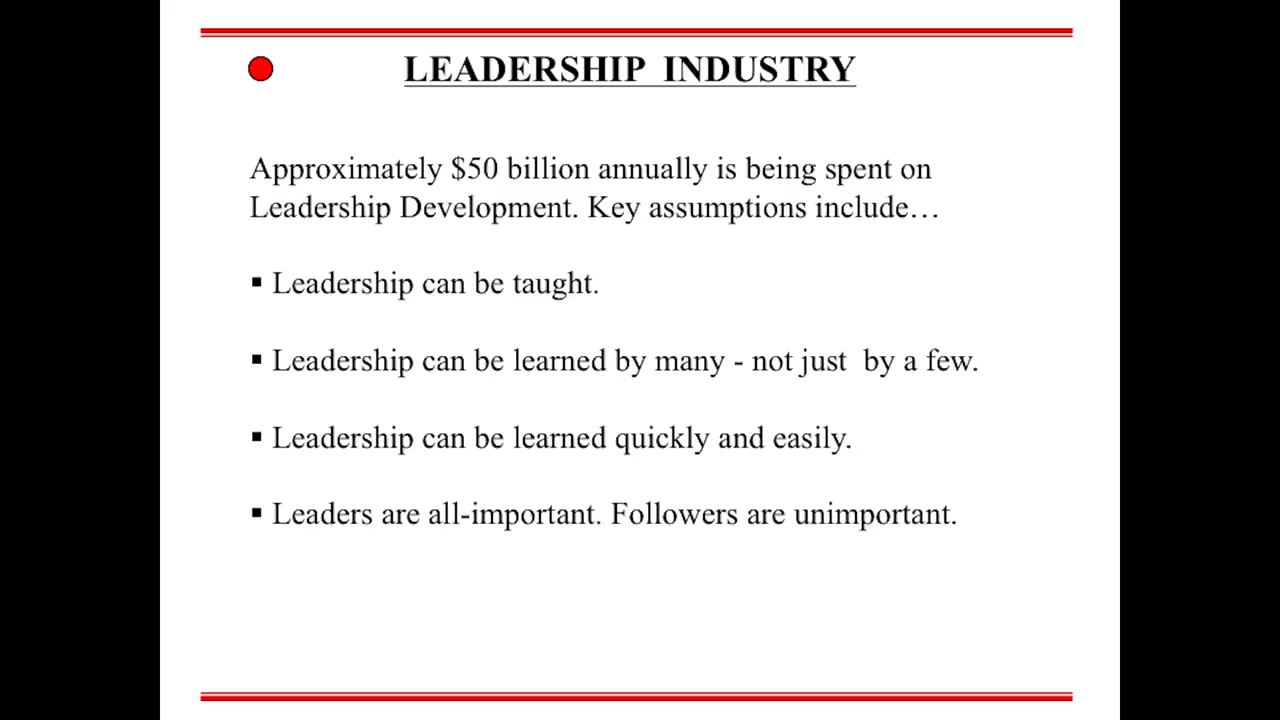 LEADERSHIP INDUSTRY
Approximately $50 billion annually is being spent on
Leadership Development. Key assumptions include…
▪ Leadership can be taught.
▪ Leadership can be learned by many - not just by a few.
▪ Leadership can be learned quickly and easily.
▪ Leaders are all-important. Followers are unimportant.